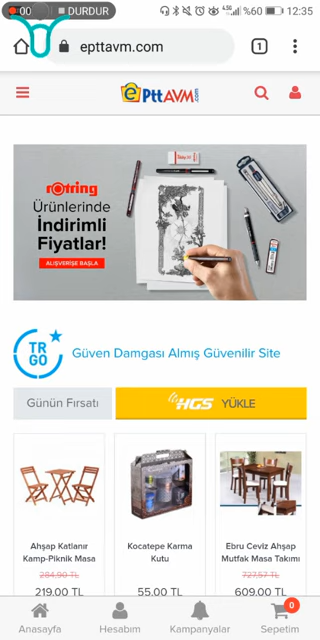 00
DURDUR
4.5G
%60
12:35
epttavm.com
1
e PttAVM.com
rotring
Ürünlerinde
İndirimli
Fiyatlar!
ALIŞVERİŞE BAŞLA
TR
GO
Güven Damgası Almış Güvenilir Site
Günün Fırsatı
HGS YÜKLE
Ahşap Katlanır
Kamp-Piknik Masa
284,90 TL
219.00 TL
Kocatepe Karma
Kutu
55.00 TL
Ebru Ceviz Ahşap
Mutfak Masa Takımı
727,57 TL
609.00 TL
Anasayfa
Hesabım
Kampanyalar
0
Sepetim